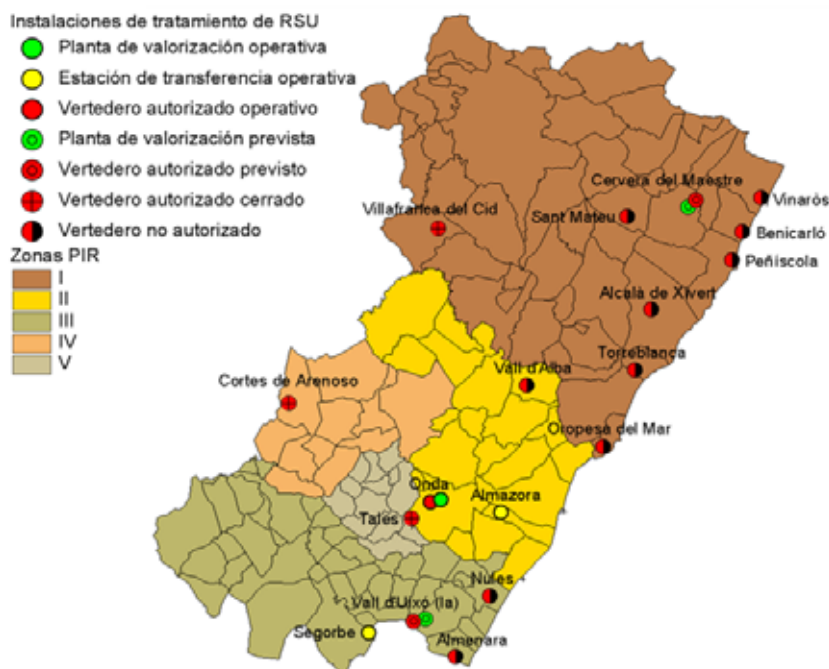 Instalaciones de tratamiento de RSU
Planta de valorización operativa
Estación de transferencia operativa
Vertedero autorizado operativo
Planta de valorización prevista
Vertedero autorizado previsto
Vertedero autorizado cerrado
Vertedero no autorizado
Zonas PIR
I
II
III
IV
V
Cervera del Maestre
Vinaròs
Villafranca del Cid
Sant Mateu
Benicarló
Peñiscola
Alcalà de Xivert
Torreblanca
Vall d'Alba
Cortes de Arenoso
Oropesa del Mar
Onda
Almazora
Tales
Nules
Vall d'Uixó (la)
Segorbe
Almenara